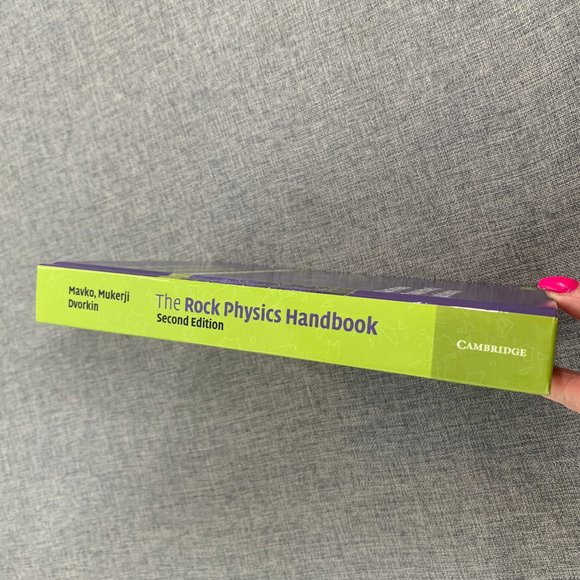 Mavko, Mukerji
Dvorkin
The Rock Physics Handbook
Second Edition
CAMBRIDGE